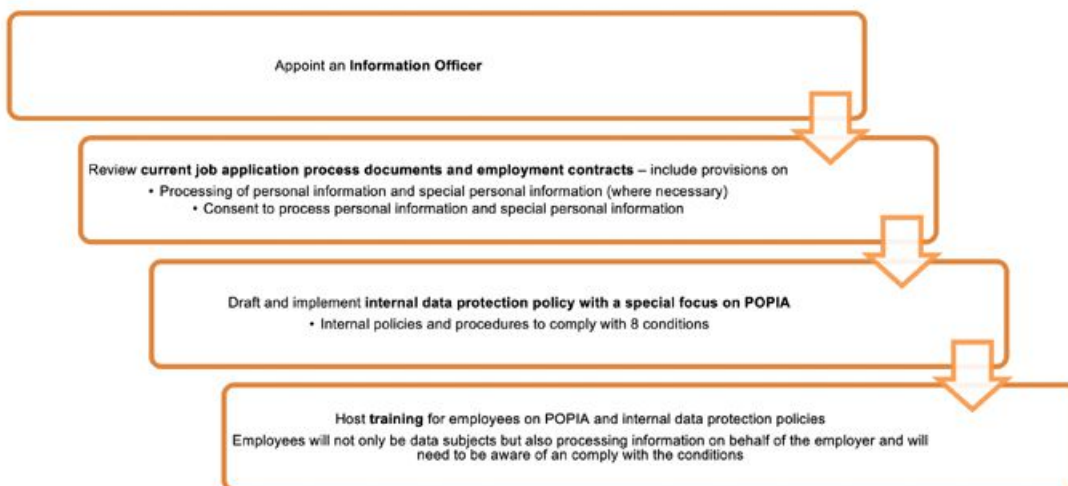 Appoint an Information Officer
Review current job application process documents and employment contracts – include provisions on
• Processing of personal information and special personal information (where necessary)
• Consent to process personal information and special personal information
Draft and implement internal data protection policy with a special focus on POPIA
• Internal policies and procedures to comply with 8 conditions
Host training for employees on POPIA and internal data protection policies
Employees will not only be data subjects but also processing information on behalf of the employer and will
need to be aware of an comply with the conditions